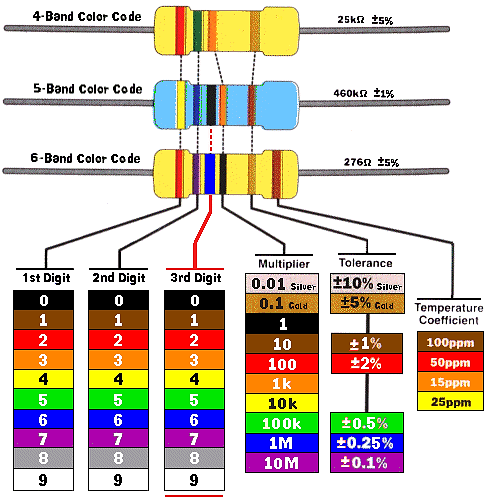 4-Band Color Code
25kΩ ±5%
5-Band Color Code
460kΩ ±1%
6-Band Color Code
276Ω ±5%
1st Digit
2nd Digit
3rd Digit
Multiplier
Tolerance
Temperature
Coefficient
0 0 0
1 1 1
2 2 2
3 3 3
4 4 4
5 5 5
6 6 6
7 7 7
8 8 8
9 9 9
0.01 Silver
0.1 Gold
1
10
100
1k
10k
100k
1M
10M
±10% Silver
±5% Gold
±1%
±2%
±0.5%
±0.25%
±0.1%
100ppm
50ppm
15ppm
25ppm